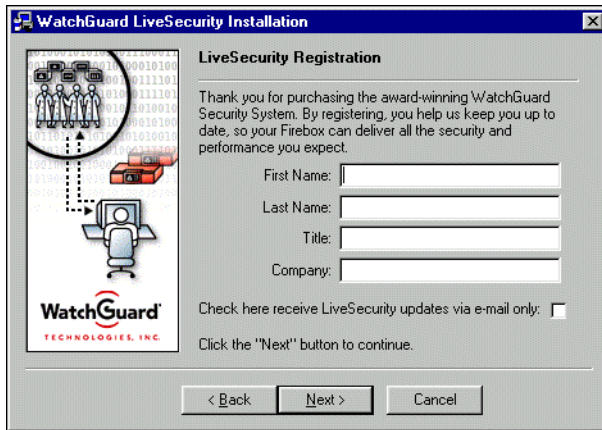 WatchGuard LiveSecurity Installation
LiveSecurity Registration
Thank you for purchasing the award-winning WatchGuard
Security System. By registering, you help us keep you up to
date, so your Firebox can deliver all the security and
performance you expect.
First Name:
Last Name:
Title:
Company:
Check here receive LiveSecurity updates via e-mail only:
Click the "Next" button to continue.
WatchGuard
TECHNOLOGIES, INC.
< Back
Next >
Cancel